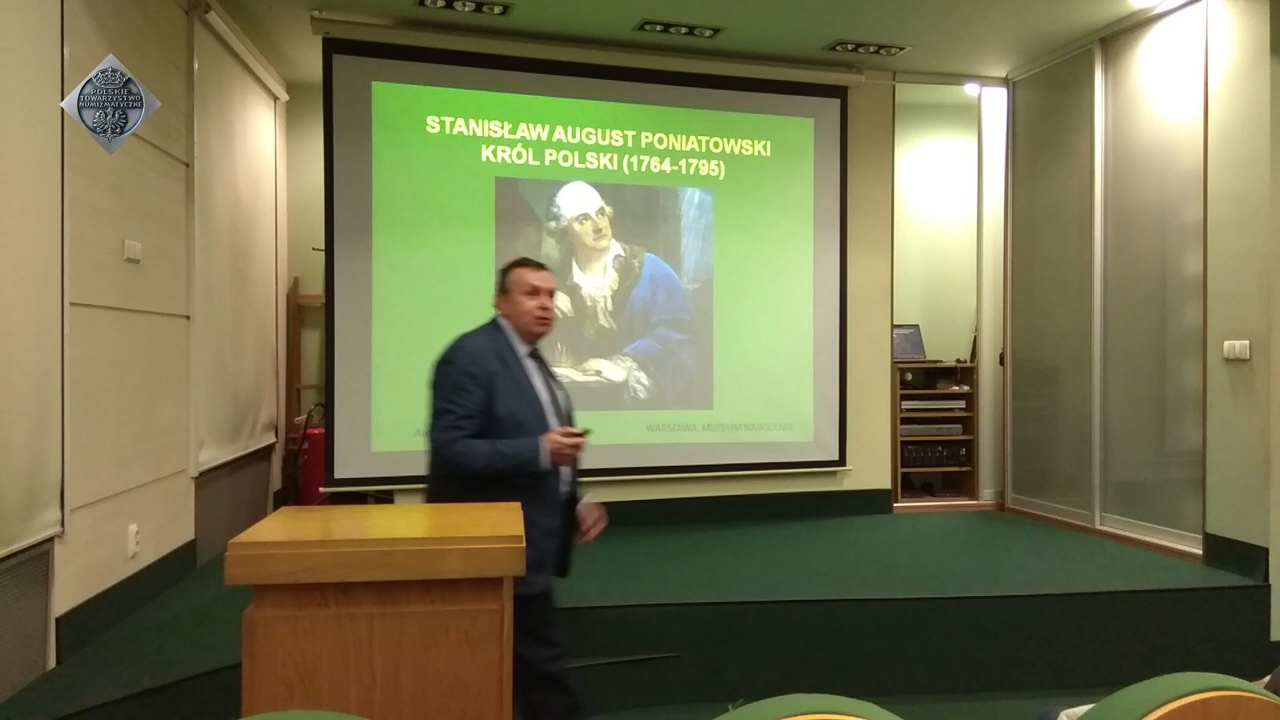 POLSKIE
TOWARZYSTWO
NUMIZMATYCZNE
STANISŁAW AUGUST PONIATOWSKI
KRÓL POLSKI (1764-1795)
WARSZAWA, MUZEUM NARODOWE